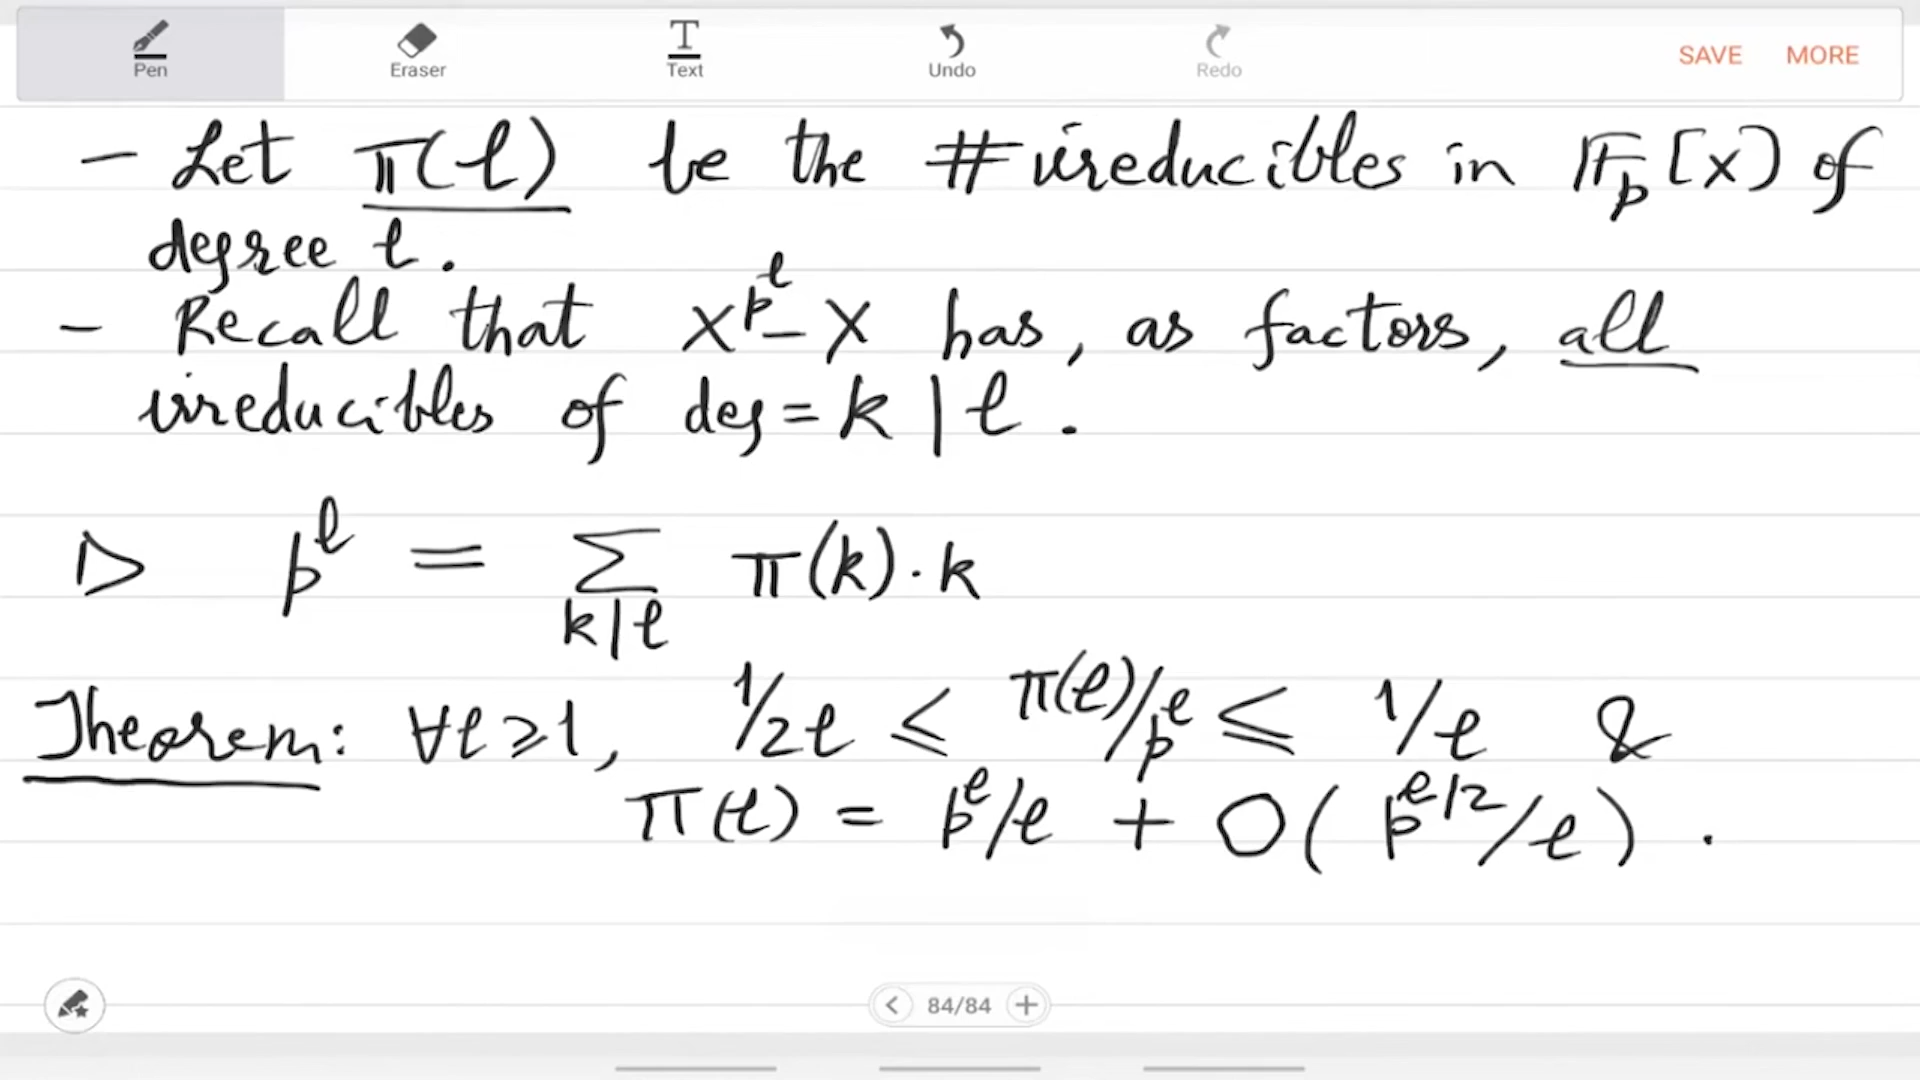 Pen Eraser Text Undo Redo SAVE MORE
- Let π(ℓ) be the # irreducibles in 𝔽_p[x] of
degree ℓ.
- Recall that x^{p^ℓ} - x has, as factors, all
irreducibles of deg = k | ℓ.
▷ p^ℓ = Σ_{k|ℓ} π(k)·k
Theorem: ∀ℓ≥1, 1/2ℓ ≤ π(ℓ)/p^ℓ ≤ 1/ℓ &
π(ℓ) = p^ℓ/ℓ + O(p^{ℓ/2}/ℓ).
84/84